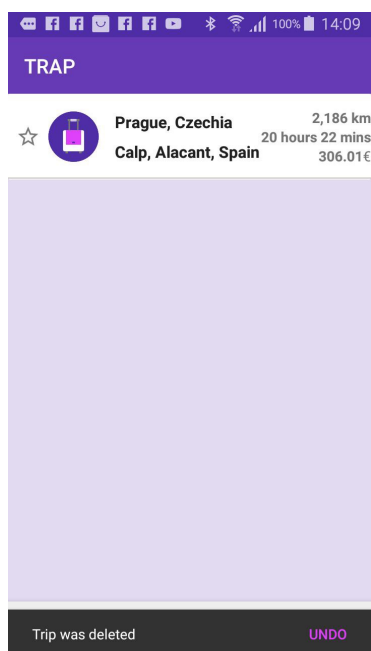 100% 14:09
TRAP
Prague, Czechia 2,186 km
20 hours 22 mins
Calp, Alacant, Spain 306.01€
Trip was deleted UNDO